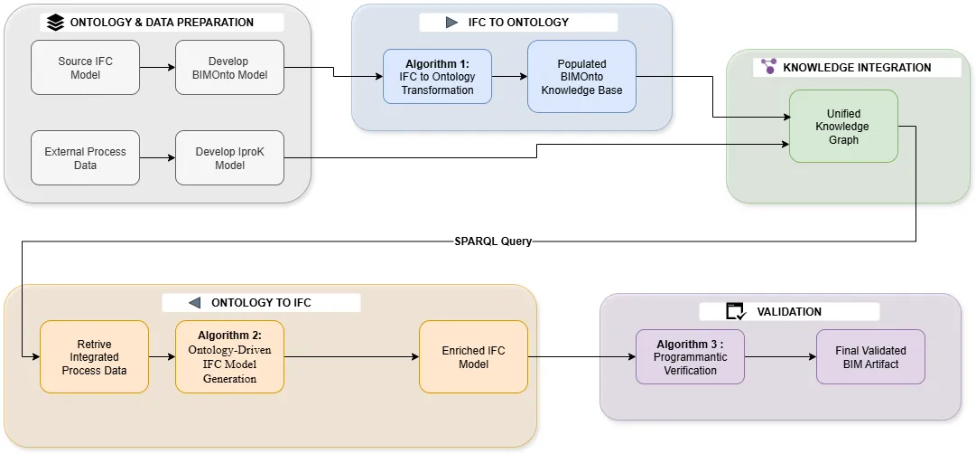 ONTOLOGY & DATA PREPARATION
Source IFC
Model
Develop
BIMOnto Model
External Process
Data
Develop IproK
Model
IFC TO ONTOLOGY
Algorithm 1:
IFC to Ontology
Transformation
Populated
BIMOnto
Knowledge Base
KNOWLEDGE INTEGRATION
Unified
Knowledge
Graph
SPARQL Query
ONTOLOGY TO IFC
Retrive
Integrated
Process Data
Algorithm 2:
Ontology-Driven
IFC Model
Generation
Enriched IFC
Model
VALIDATION
Algorithm 3 :
Programmantic
Verification
Final Validated
BIM Artifact